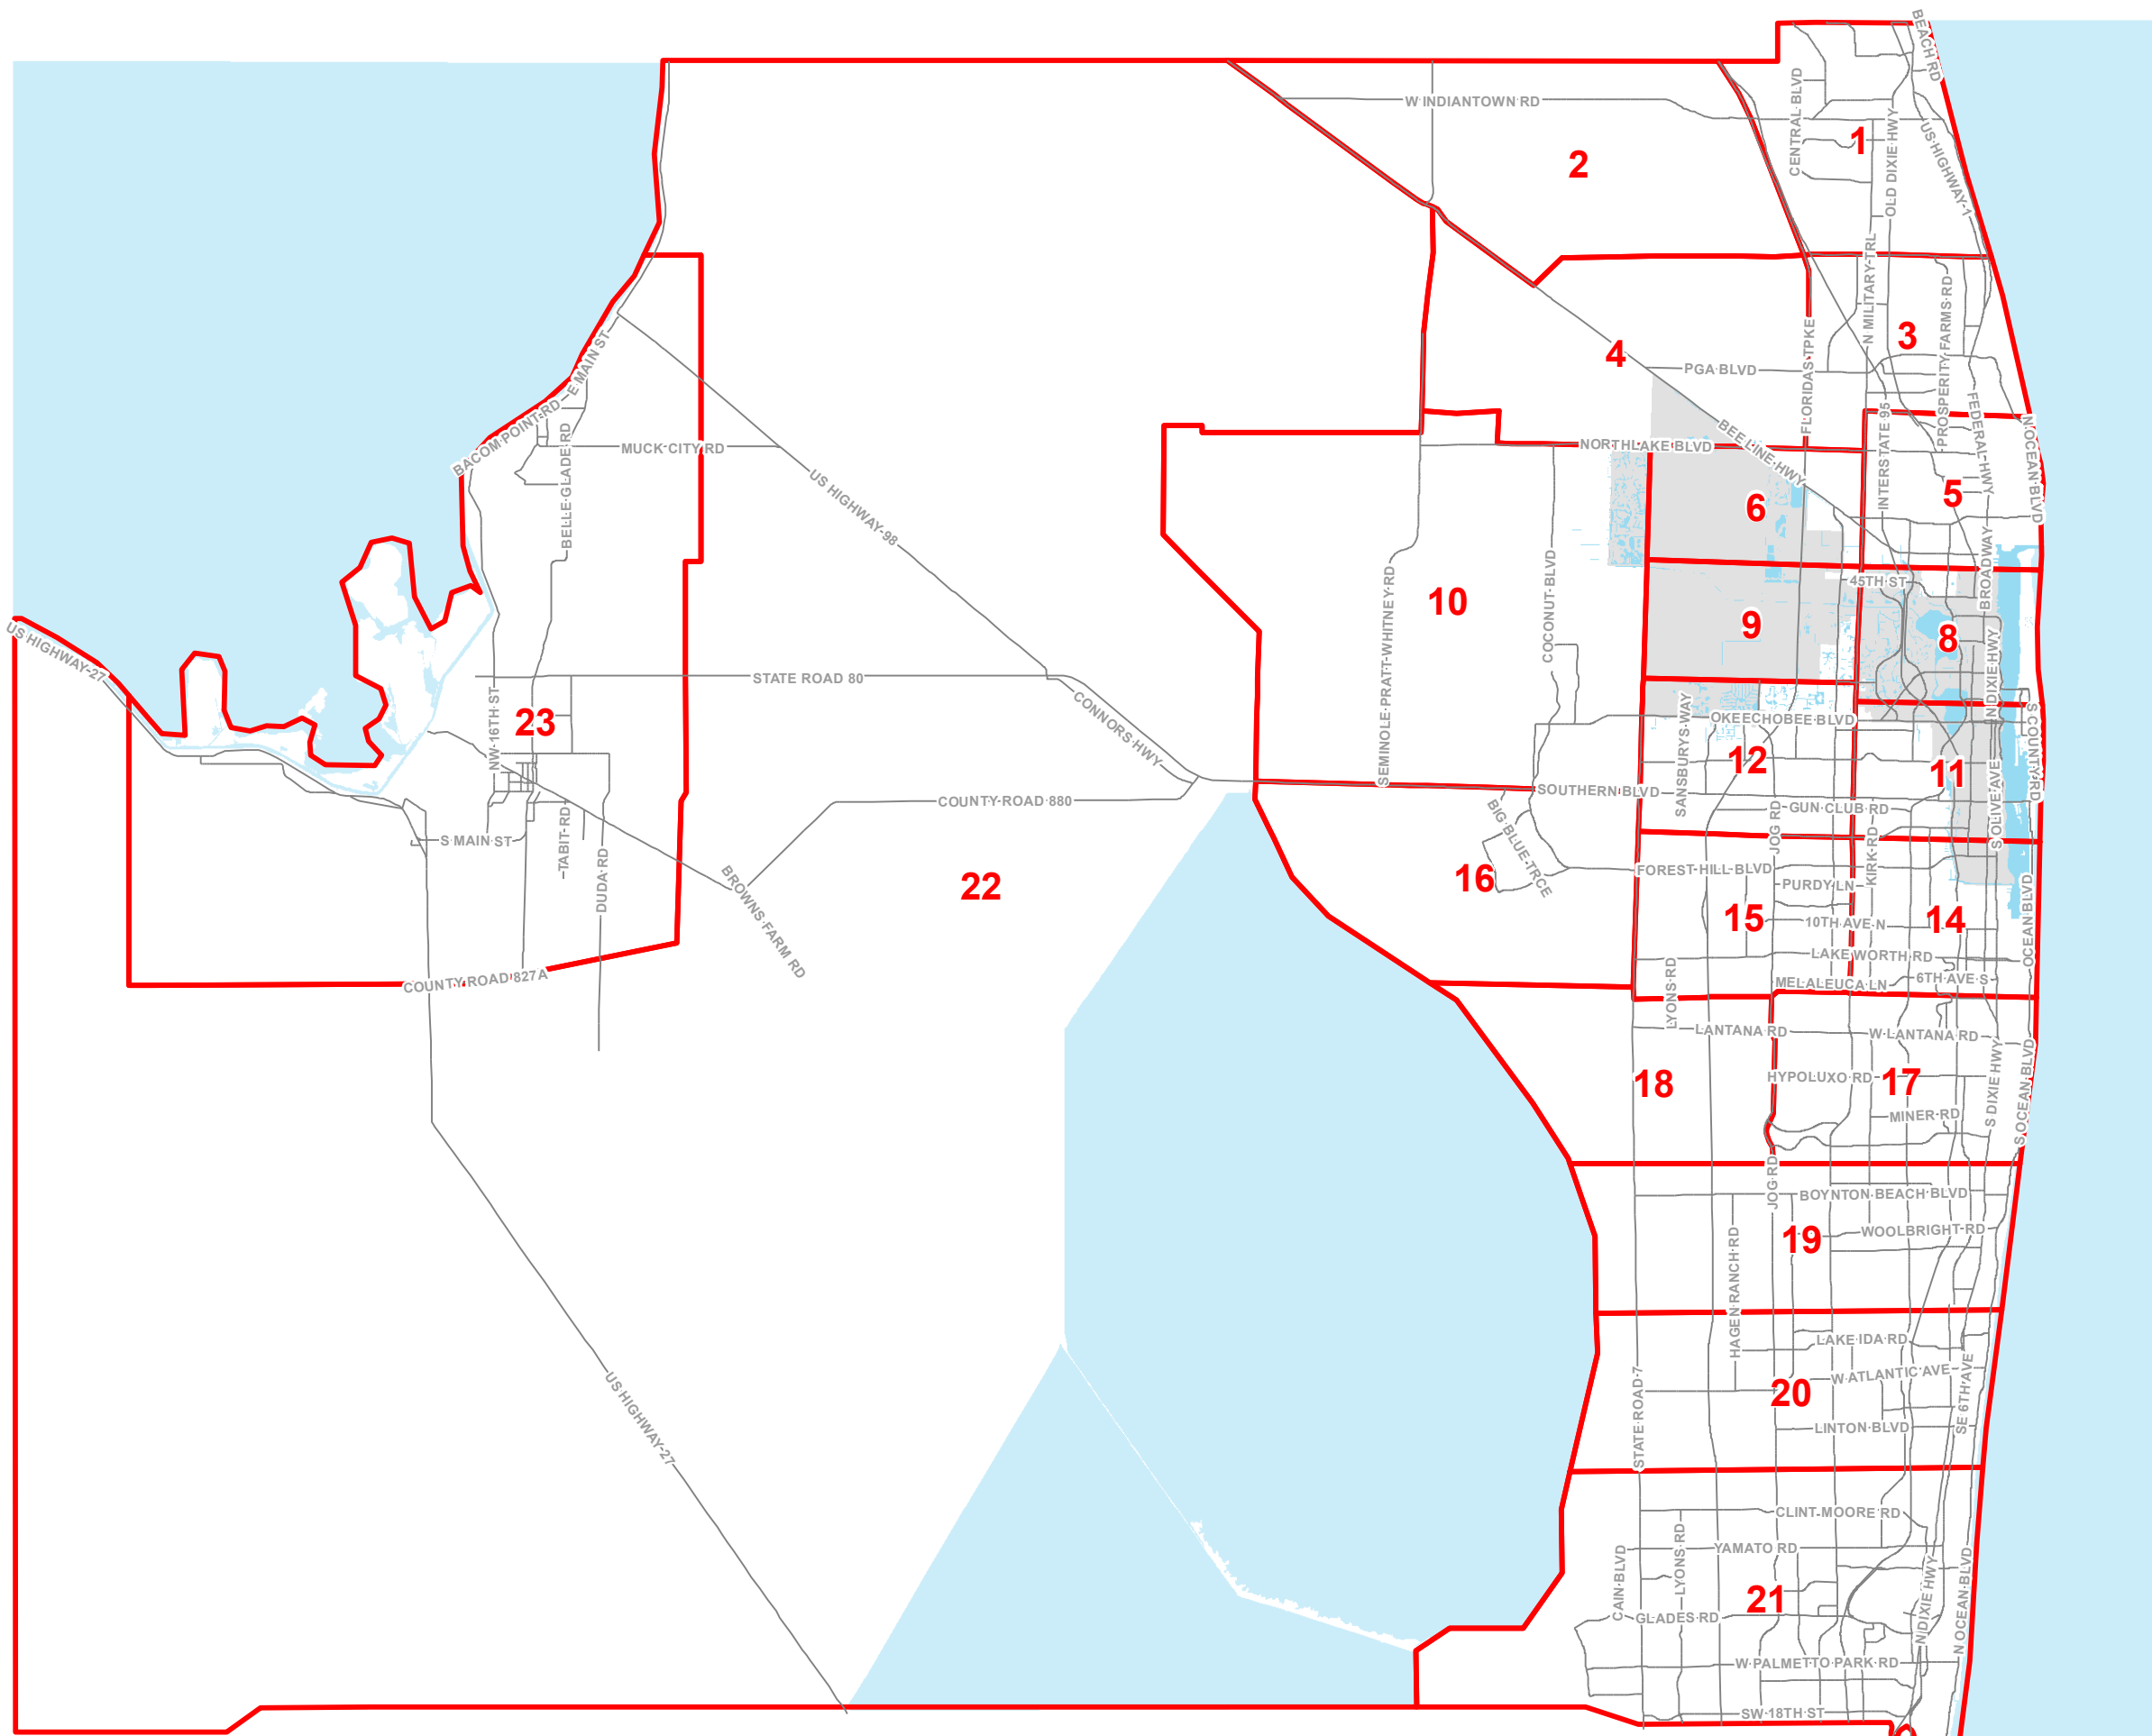 BEACH RD
CENTRAL BLVD
W INDIANTOWN RD
1
OLD DIXIE HWY
US HIGHWAY 1
2
N MILITARY TRL
PROSPERITY FARMS RD
3
FLORIDAS TPKE
4
PGA BLVD
E MAIN ST
BACOM POINT RD
BELLE GLADE RD
MUCK CITY RD
US HIGHWAY 98
NORTHLAKE BLVD
BEE LINE HWY
INTERSTATE 95
FEDERAL HWY
N OCEAN BLVD
5
6
COCONUT BLVD
SEMINOLE PRATT WHITNEY RD
10
45TH ST
BROADWAY
9
8
N DIXIE HWY
US HIGHWAY 27
STATE ROAD 80
CONNORS HWY
NW 16TH ST
23
SANSBURYS WAY
OKEECHOBEE BLVD
12
11
S COUNTY RD
S OLIVE AVE
SOUTHERN BLVD
GUN CLUB RD
JOG RD
KIRK RD
COUNTY ROAD 880
S MAIN ST
TABIT RD
DUDA RD
BROWNS FARM RD
22
BIG BLUE TRCE
16
FOREST HILL BLVD
PURDY LN
15
10TH AVE N
14
OCEAN BLVD
LAKE WORTH RD
6TH AVE S
MELALEUCA LN
LYONS RD
COUNTY ROAD 827A
LANTANA RD
W LANTANA RD
18
HYPOLUXO RD
17
MINER RD
S DIXIE HWY
S OCEAN BLVD
JOG RD
BOYNTON BEACH BLVD
WOOLBRIGHT RD
19
HAGEN RANCH RD
LAKE IDA RD
W ATLANTIC AVE
20
SE 6TH AVE
LINTON BLVD
STATE ROAD 7
US HIGHWAY 27
CLINT MOORE RD
YAMATO RD
CAIN BLVD
LYONS RD
21
GLADES RD
N DIXIE HWY
N OCEAN BLVD
W PALMETTO PARK RD
SW 18TH ST